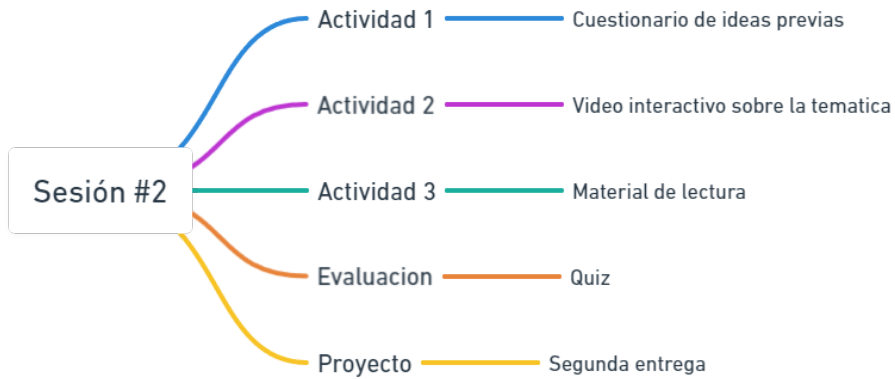 Sesión #2
Actividad 1
Cuestionario de ideas previas
Actividad 2
Video interactivo sobre la tematica
Actividad 3
Material de lectura
Evaluacion
Quiz
Proyecto
Segunda entrega